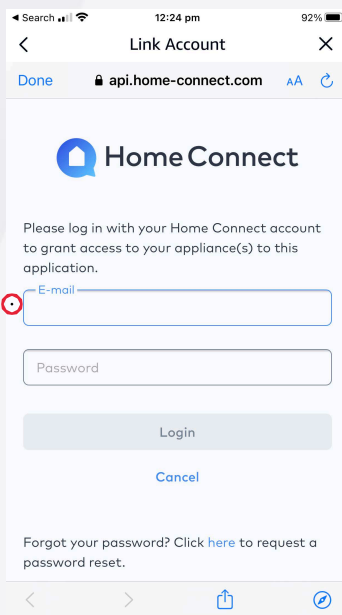 Search 12:24 pm 92%
Link Account
Done api.home-connect.com AA
Home Connect
Please log in with your Home Connect account
to grant access to your appliance(s) to this
application.
E-mail
Password
Login
Cancel
Forgot your password? Click here to request a
password reset.